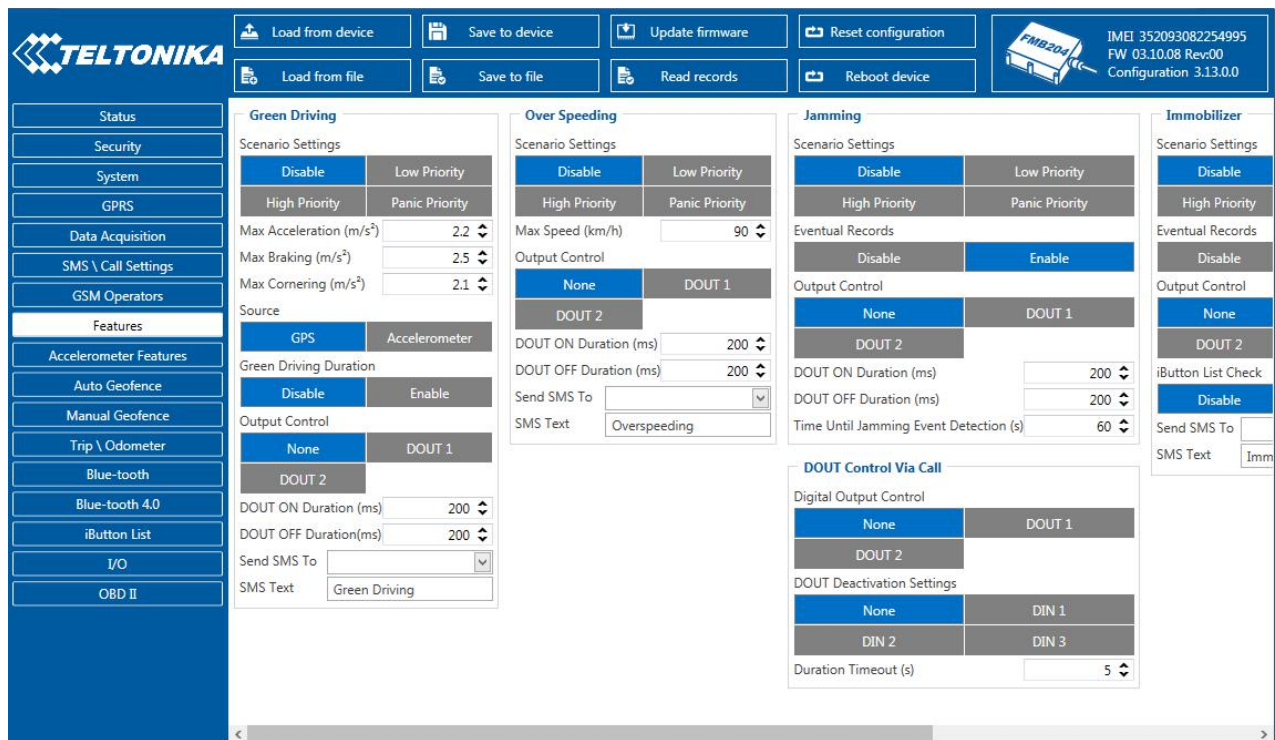 TELTONIKA
Load from device
Save to device
Update firmware
Reset configuration
Load from file
Save to file
Read records
Reboot device
FMB204
IMEI 352093082254995
FW 03.10.08 Rev:00
Configuration 3.13.0.0
Status
Security
System
GPRS
Data Acquisition
SMS \ Call Settings
GSM Operators
Features
Accelerometer Features
Auto Geofence
Manual Geofence
Trip \ Odometer
Blue-tooth
Blue-tooth 4.0
iButton List
I/O
OBD II
Green Driving
Scenario Settings
Disable Low Priority
High Priority Panic Priority
Max Acceleration (m/s²) 2.2
Max Braking (m/s²) 2.5
Max Cornering (m/s²) 2.1
Source
GPS Accelerometer
Green Driving Duration
Disable Enable
Output Control
None DOUT 1
DOUT 2
DOUT ON Duration (ms) 200
DOUT OFF Duration(ms) 200
Send SMS To
SMS Text Green Driving
Over Speeding
Scenario Settings
Disable Low Priority
High Priority Panic Priority
Max Speed (km/h) 90
Output Control
None DOUT 1
DOUT 2
DOUT ON Duration (ms) 200
DOUT OFF Duration (ms) 200
Send SMS To
SMS Text Overspeeding
Jamming
Scenario Settings
Disable Low Priority
High Priority Panic Priority
Eventual Records
Disable Enable
Output Control
None DOUT 1
DOUT 2
DOUT ON Duration (ms) 200
DOUT OFF Duration (ms) 200
Time Until Jamming Event Detection (s) 60
DOUT Control Via Call
Digital Output Control
None DOUT 1
DOUT 2
DOUT Deactivation Settings
None DIN 1
DIN 2 DIN 3
Duration Timeout (s) 5
Immobilizer
Scenario Settings
Disable
High Priority
Eventual Records
Disable
Output Control
None
DOUT 2
iButton List Check
Disable
Send SMS To
SMS Text Imm